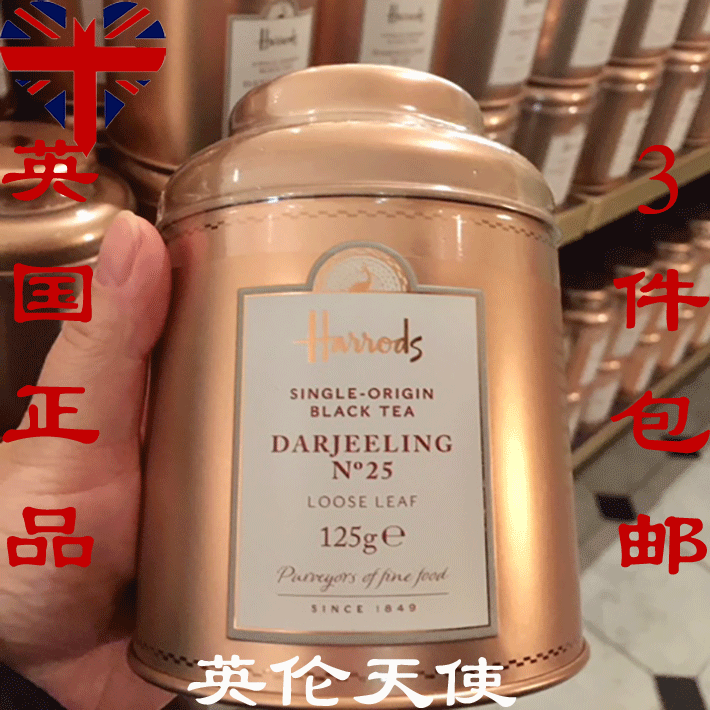 英国正品
3件包邮
Harrods
Harrods
SINGLE-ORIGIN
BLACK TEA
DARJEELING
Nº25
LOOSE LEAF
125g℮
Purveyors of fine food
SINCE 1849
英伦天使